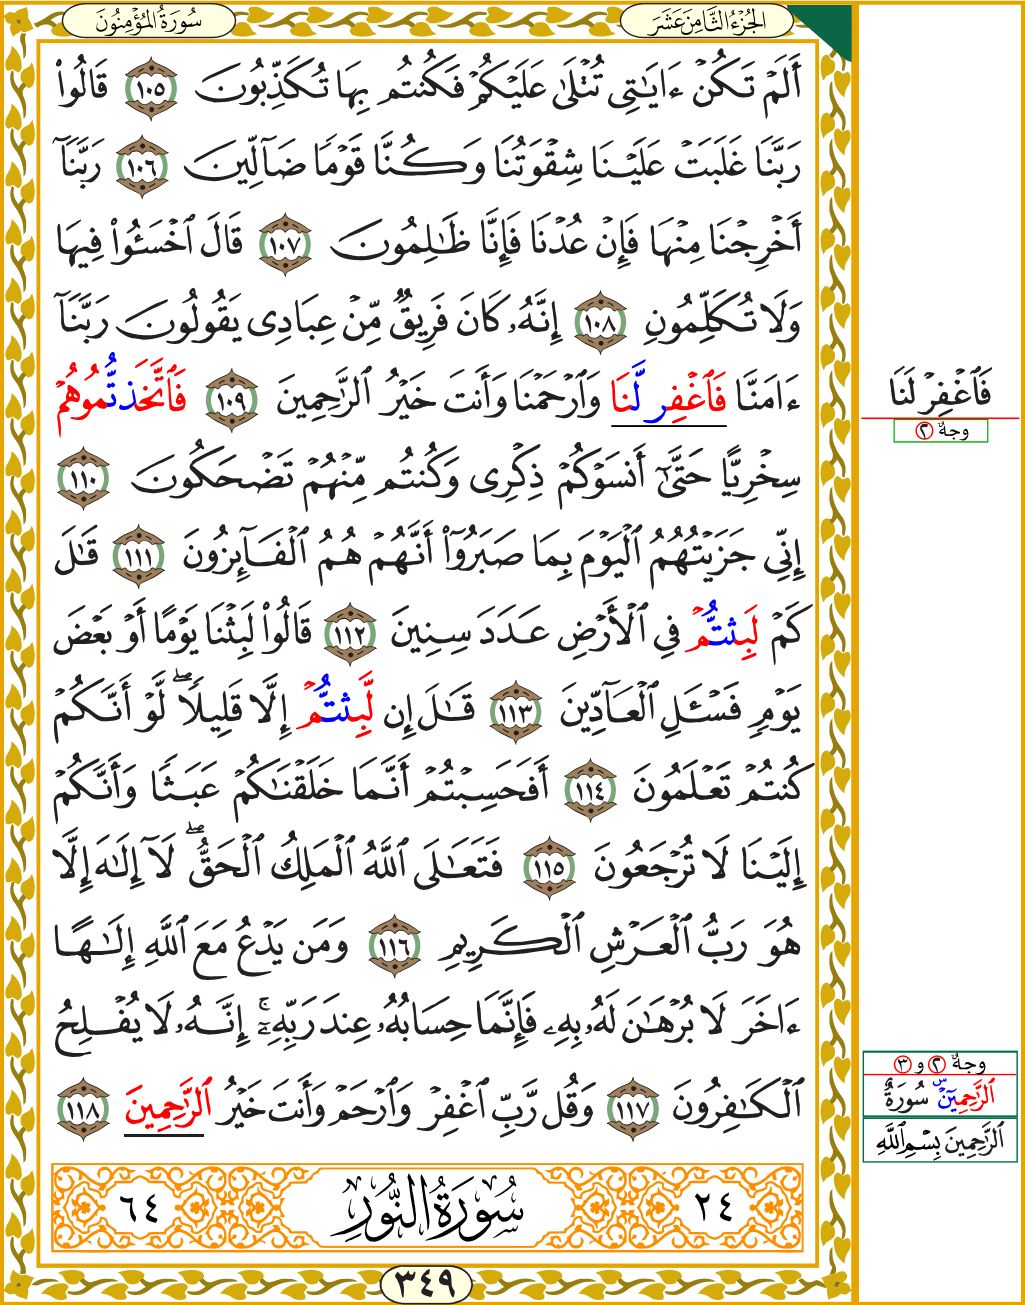 الجُزْءُ الثَّامِنَ عَشَرَ
سُورَةُ المُؤْمِنُونَ
أَلَمْ تَكُنْ ءَايَٰتِى تُتْلَىٰ عَلَيْكُمْ فَكُنتُم بِهَا تُكَذِّبُونَ ١٠٥ قَالُوا۟
رَبَّنَا غَلَبَتْ عَلَيْنَا شِقْوَتُنَا وَكُنَّا قَوْمًا ضَآلِّينَ ١٠٦ رَبَّنَآ
أَخْرِجْنَا مِنْهَا فَإِنْ عُدْنَا فَإِنَّا ظَٰلِمُونَ ١٠٧ قَالَ ٱخْسَـُٔوا۟ فِيهَا
وَلَا تُكَلِّمُونِ ١٠٨ إِنَّهُۥ كَانَ فَرِيقٌ مِّنْ عِبَادِى يَقُولُونَ رَبَّنَآ
ءَامَنَّا فَٱغْفِر لَّنَا وَٱرْحَمْنَا وَأَنتَ خَيْرُ ٱلرَّٰحِمِينَ ١٠٩ فَٱتَّخَذتُّمُوهُمْ
سِخْرِيًّا حَتَّىٰٓ أَنسَوْكُمْ ذِكْرِى وَكُنتُم مِّنْهُمْ تَضْحَكُونَ ١١٠
إِنِّى جَزَيْتُهُمُ ٱلْيَوْمَ بِمَا صَبَرُوٓا۟ أَنَّهُمْ هُمُ ٱلْفَآئِزُونَ ١١١ قَٰلَ
كَمْ لَبِثتُّمْ فِي ٱلْأَرْضِ عَدَدَ سِنِينَ ١١٢ قَالُوا۟ لَبِثْنَا يَوْمًا أَوْ بَعْضَ
يَوْمٍ فَسْـَٔلِ ٱلْعَآدِّينَ ١١٣ قَٰلَ إِن لَّبِثتُّمْ إِلَّا قَلِيلًاۖ لَّوْ أَنَّكُمْ
كُنتُمْ تَعْلَمُونَ ١١٤ أَفَحَسِبْتُمْ أَنَّمَا خَلَقْنَٰكُمْ عَبَثًا وَأَنَّكُمْ
إِلَيْنَا لَا تُرْجَعُونَ ١١٥ فَتَعَٰلَى ٱللَّهُ ٱلْمَلِكُ ٱلْحَقُّۖ لَآ إِلَٰهَ إِلَّا
هُوَ رَبُّ ٱلْعَرْشِ ٱلْكَرِيمِ ١١٦ وَمَن يَدْعُ مَعَ ٱللَّهِ إِلَٰهًا
ءَاخَرَ لَا بُرْهَٰنَ لَهُۥ بِهِۦ فَإِنَّمَا حِسَابُهُۥ عِندَ رَبِّهِۦٓۚ إِنَّهُۥ لَا يُفْلِحُ
ٱلْكَٰفِرُونَ ١١٧ وَقُل رَّبِّ ٱغْفِرْ وَٱرْحَمْ وَأَنتَ خَيْرُ ٱلرَّٰحِمِينَ ١١٨
٢٤ سُورَةُ النُّورِ ٦٤
٣٤٩
فَٱغْفِرْ لَنَا
وجهٌ ٢
وجهٌ ٢ و ٣
ٱلرَّٰحِمِينَۜ سُورَةٌ
ٱلرَّٰحِمِينَ بِسْمِ ٱللَّهِ